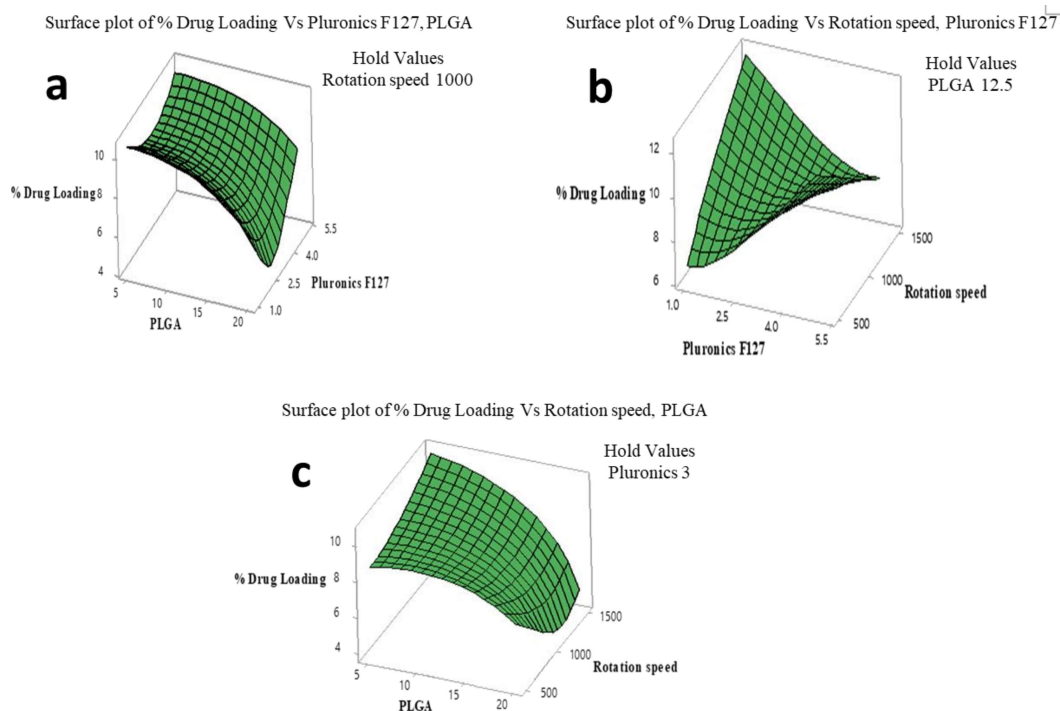 Surface plot of % Drug Loading Vs Pluronics F127, PLGA
a
Hold Values
Rotation speed 1000
10
% Drug Loading 8
6
4
5
10
15
20
PLGA
1.0
2.5
4.0
5.5
Pluronics F127
Surface plot of % Drug Loading Vs Rotation speed, Pluronics F127
b
Hold Values
PLGA 12.5
12
% Drug Loading 10
8
6
1.0
2.5
4.0
5.5
Pluronics F127
500
1000
1500
Rotation speed
Surface plot of % Drug Loading Vs Rotation speed, PLGA
c
Hold Values
Pluronics 3
10
% Drug Loading 8
6
4
5
10
15
20
PLGA
500
1000
1500
Rotation speed